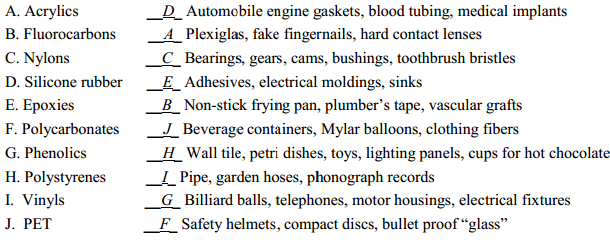 A. Acrylics __D_ Automobile engine gaskets, blood tubing, medical implants
B. Fluorocarbons __A_ Plexiglas, fake fingernails, hard contact lenses
C. Nylons __C_ Bearings, gears, cams, bushings, toothbrush bristles
D. Silicone rubber __E_ Adhesives, electrical moldings, sinks
E. Epoxies __B_ Non-stick frying pan, plumber’s tape, vascular grafts
F. Polycarbonates __J_ Beverage containers, Mylar balloons, clothing fibers
G. Phenolics __H_ Wall tile, petri dishes, toys, lighting panels, cups for hot chocolate
H. Polystyrenes __I_ Pipe, garden hoses, phonograph records
I. Vinyls __G_ Billiard balls, telephones, motor housings, electrical fixtures
J. PET __F_ Safety helmets, compact discs, bullet proof “glass”